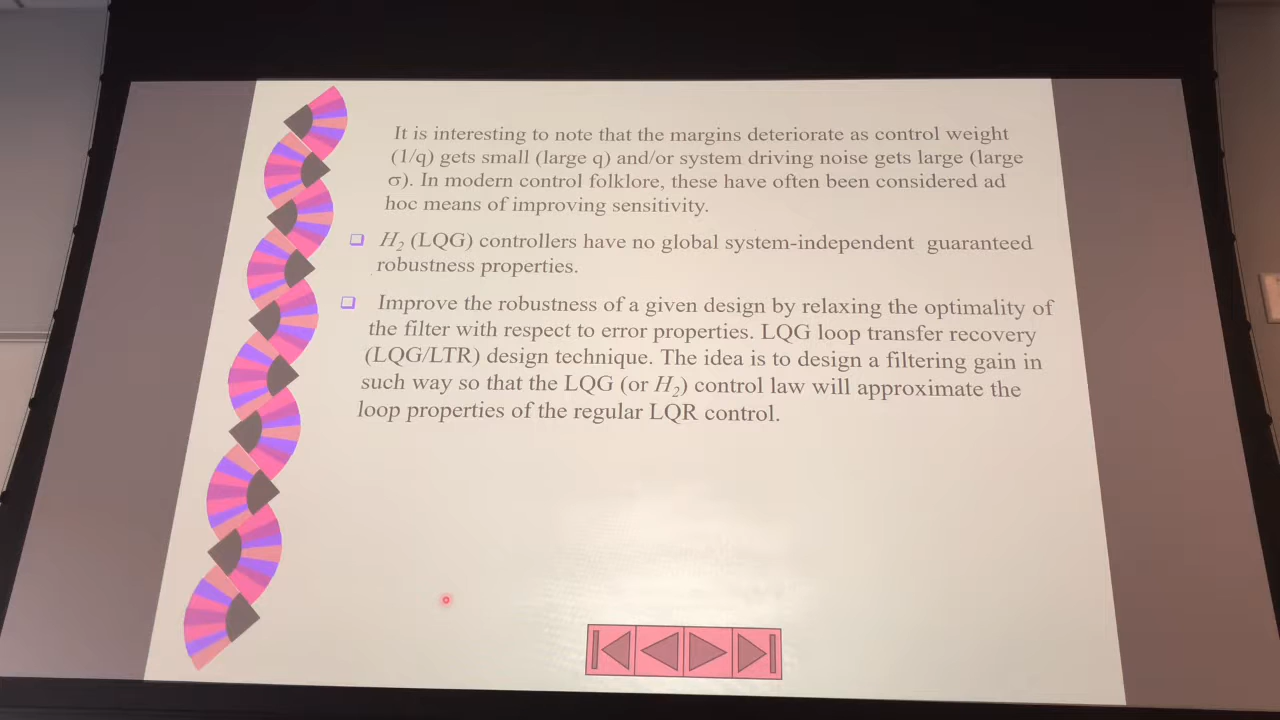 It is interesting to note that the margins deteriorate as control weight
(1/q) gets small (large q) and/or system driving noise gets large (large
σ). In modern control folklore, these have often been considered ad
hoc means of improving sensitivity.
H₂ (LQG) controllers have no global system-independent guaranteed
robustness properties.
Improve the robustness of a given design by relaxing the optimality of
the filter with respect to error properties. LQG loop transfer recovery
(LQG/LTR) design technique. The idea is to design a filtering gain in
such way so that the LQG (or H₂) control law will approximate the
loop properties of the regular LQR control.